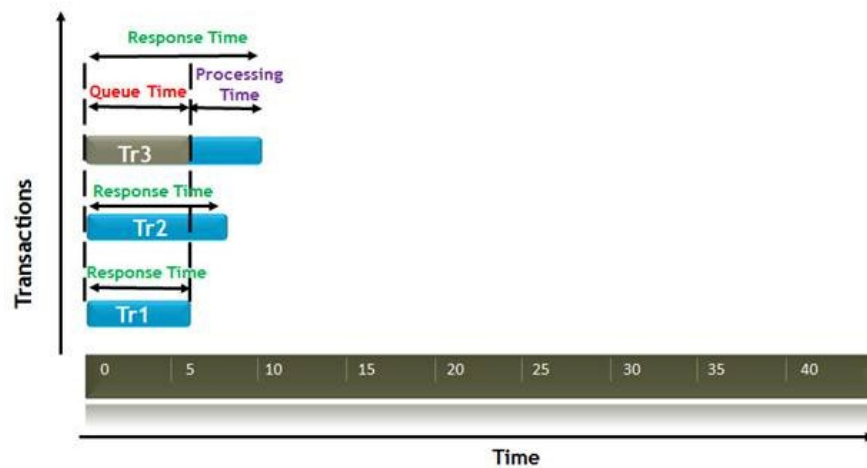 Response Time
Processing
Queue Time Time
Tr3
Response Time
Tr2
Response Time
Tr1
Transactions
0 5 10 15 20 25 30 35 40
Time